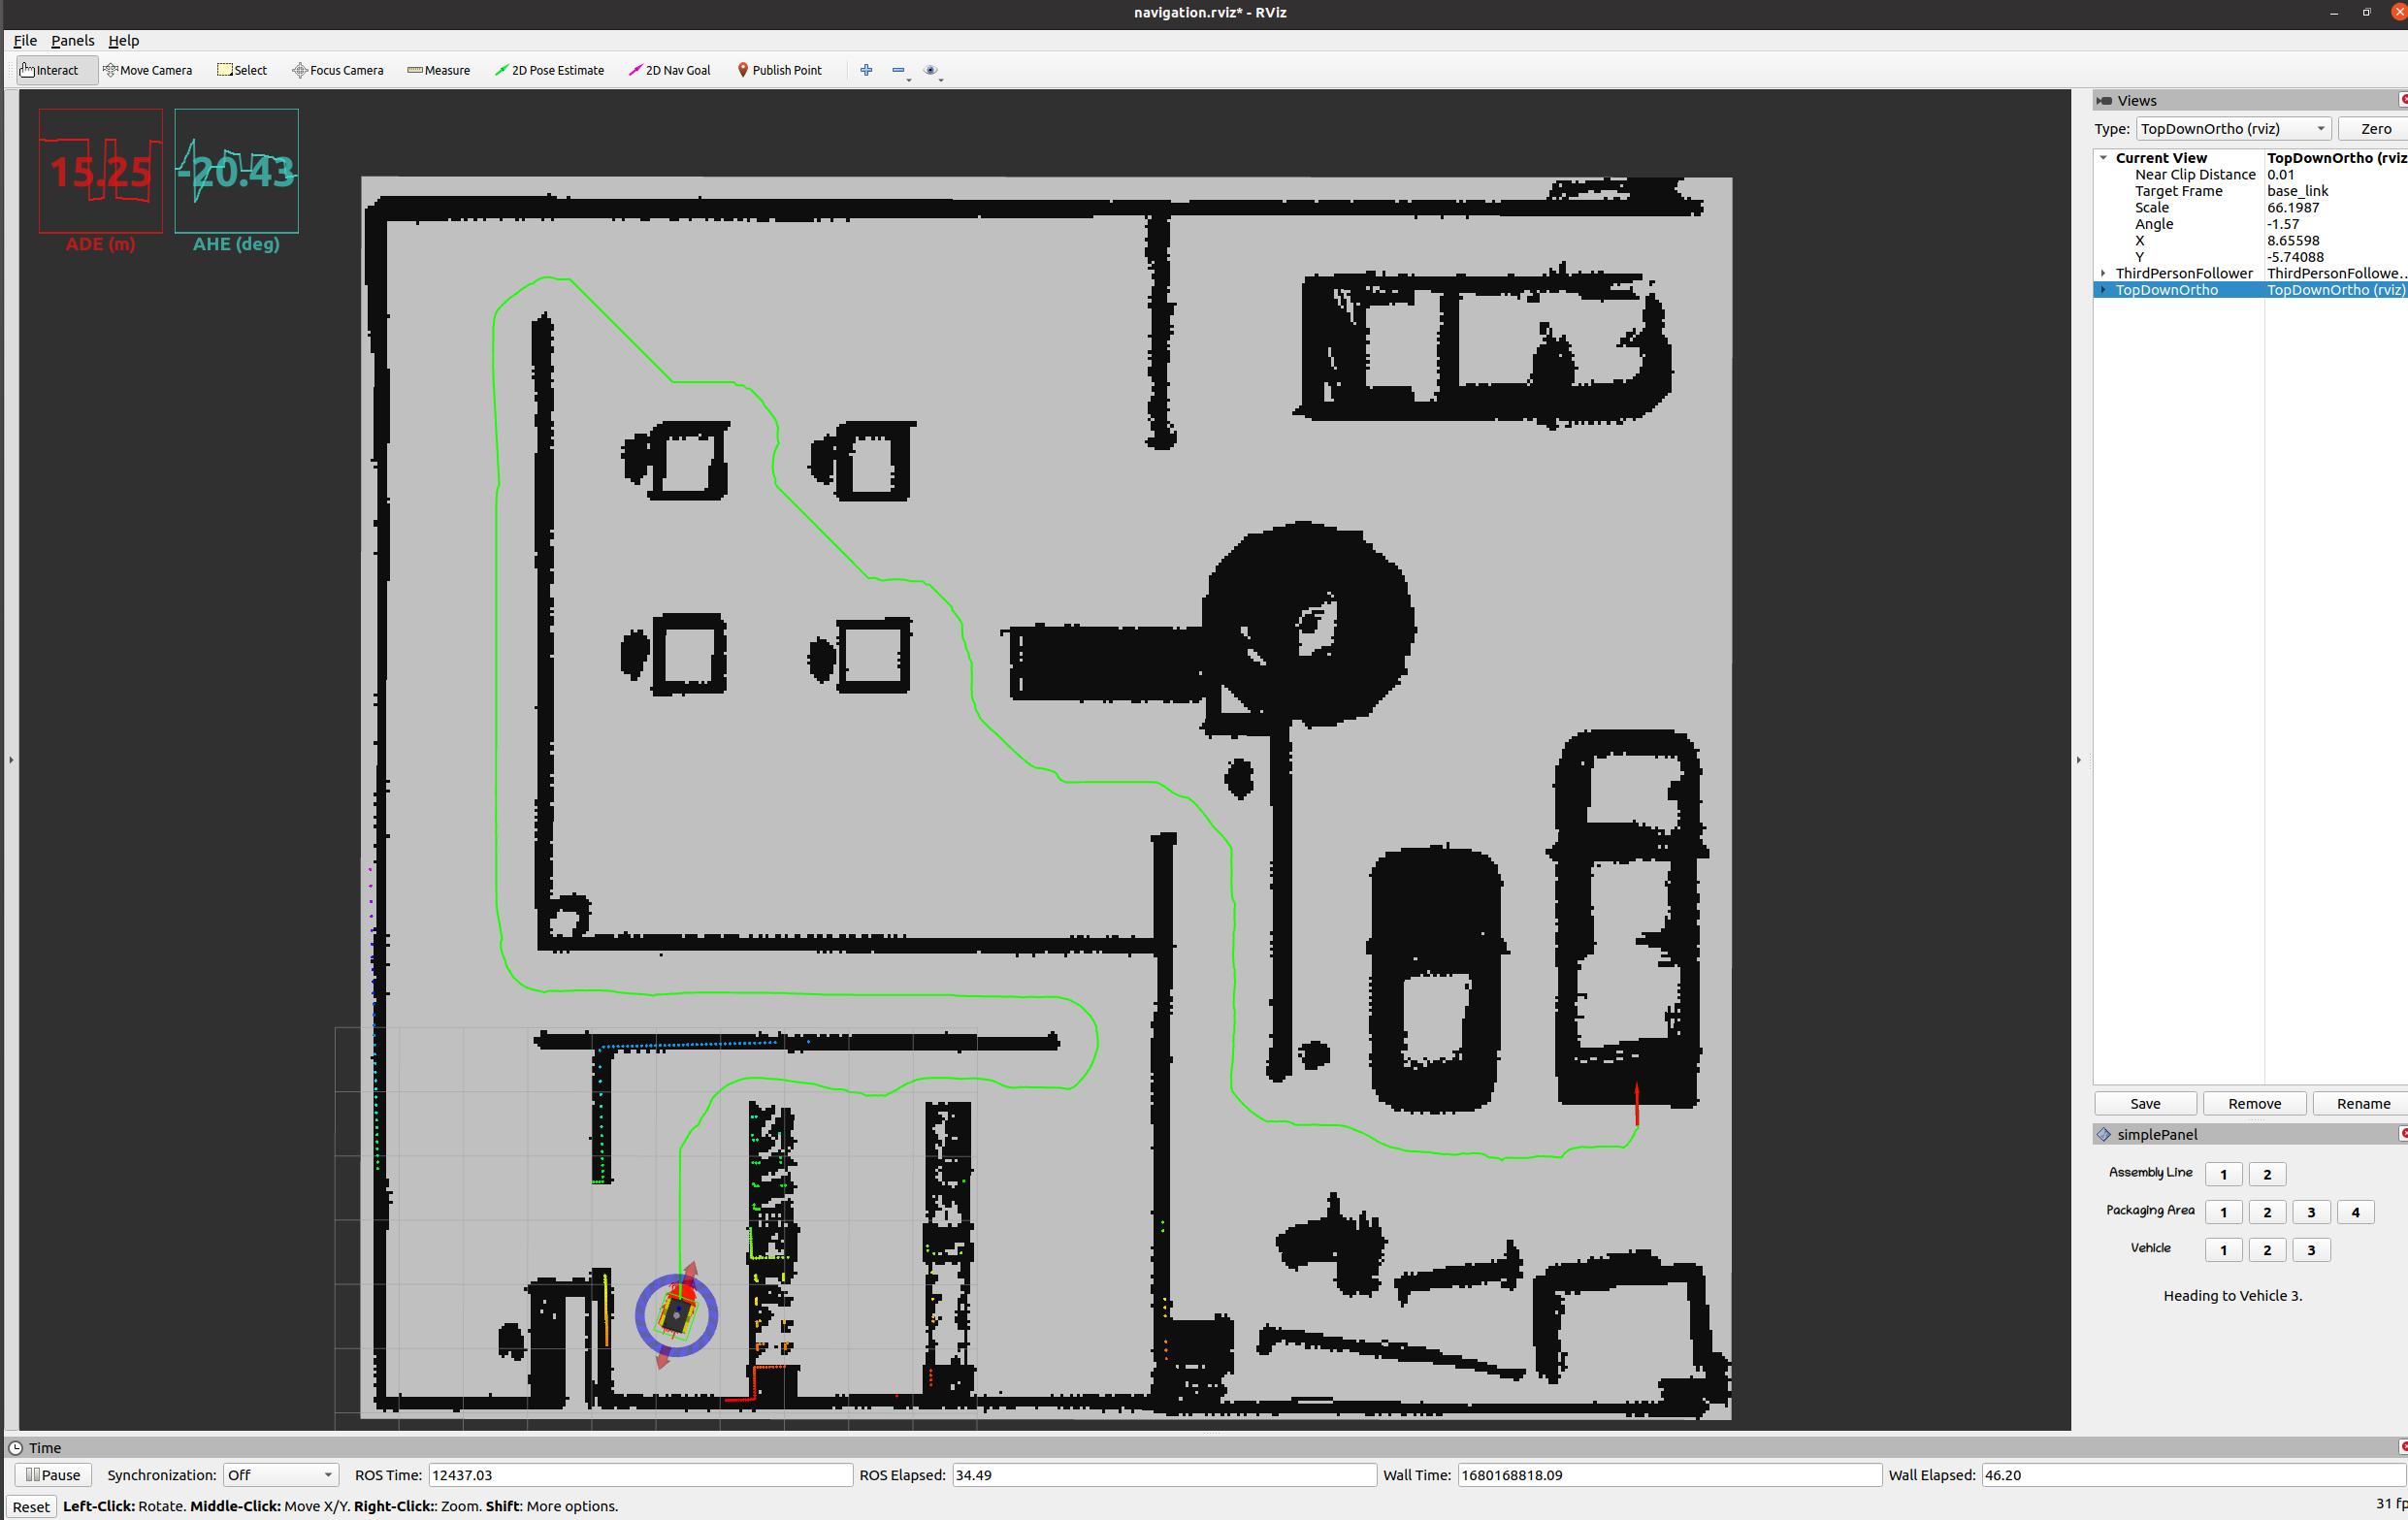 navigation.rviz* - RViz
File Panels Help
Interact Move Camera Select Focus Camera Measure 2D Pose Estimate 2D Nav Goal Publish Point
15.25 -20.43
ADE (m) AHE (deg)
Views
Type: TopDownOrtho (rviz) Zero
Current View TopDownOrtho (rviz
Near Clip Distance 0.01
Target Frame base_link
Scale 66.1987
Angle -1.57
X 8.65598
Y -5.74088
ThirdPersonFollower ThirdPersonFollowe...
TopDownOrtho TopDownOrtho (rviz)
Save Remove Rename
simplePanel
Assembly Line 1 2
Packaging Area 1 2 3 4
Vehicle 1 2 3
Heading to Vehicle 3.
Time
Pause Synchronization: Off ROS Time: 12437.03 ROS Elapsed: 34.49 Wall Time: 1680168818.09 Wall Elapsed: 46.20
Reset Left-Click: Rotate. Middle-Click: Move X/Y. Right-Click:: Zoom. Shift: More options. 31 fp